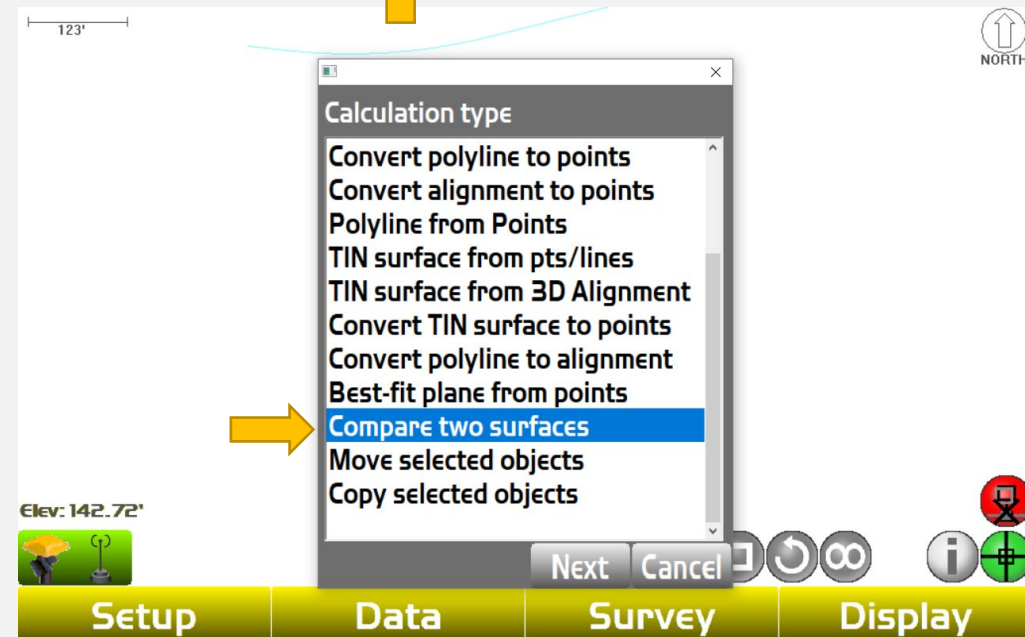 123'
NORTH
Calculation type
Convert polyline to points
Convert alignment to points
Polyline from Points
TIN surface from pts/lines
TIN surface from 3D Alignment
Convert TIN surface to points
Convert polyline to alignment
Best-fit plane from points
Compare two surfaces
Move selected objects
Copy selected objects
Elev: 142.72'
Next Cancel
Setup Data Survey Display